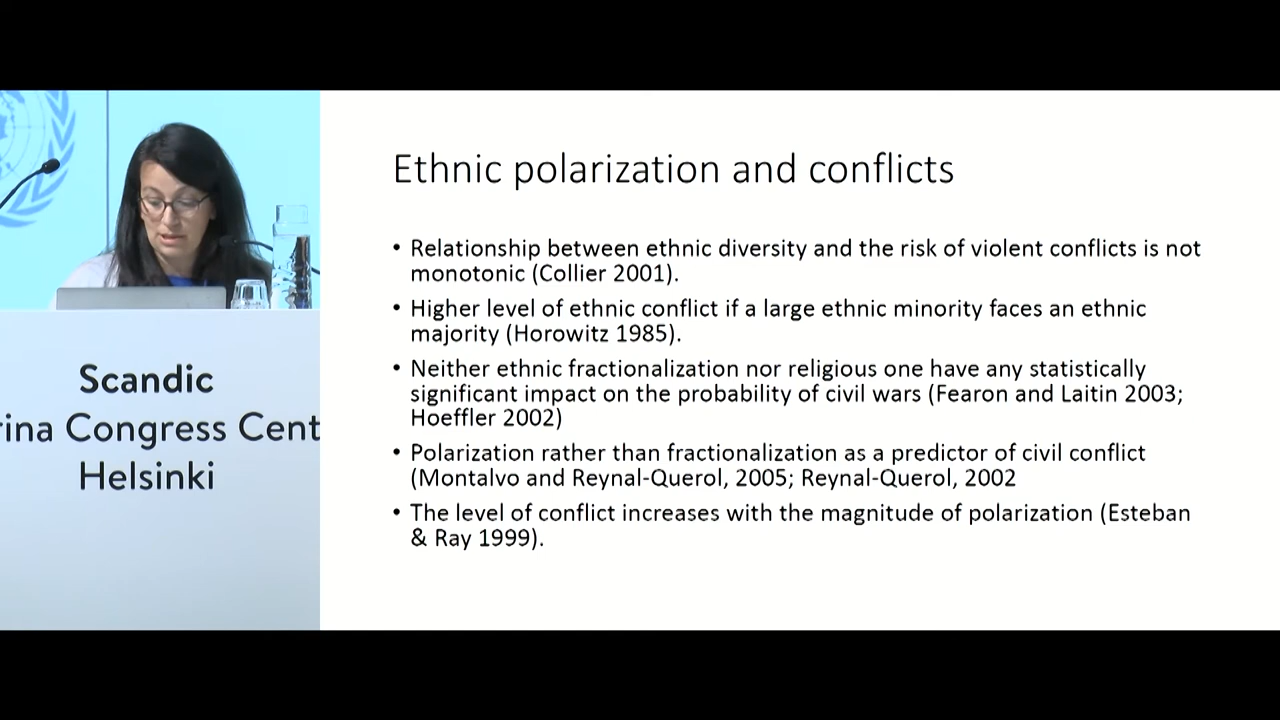 Ethnic polarization and conflicts
• Relationship between ethnic diversity and the risk of violent conflicts is not
monotonic (Collier 2001).
• Higher level of ethnic conflict if a large ethnic minority faces an ethnic
majority (Horowitz 1985).
• Neither ethnic fractionalization nor religious one have any statistically
significant impact on the probability of civil wars (Fearon and Laitin 2003;
Hoeffler 2002)
• Polarization rather than fractionalization as a predictor of civil conflict
(Montalvo and Reynal-Querol, 2005; Reynal-Querol, 2002
• The level of conflict increases with the magnitude of polarization (Esteban
& Ray 1999).
Scandic
rina Congress Cent
Helsinki